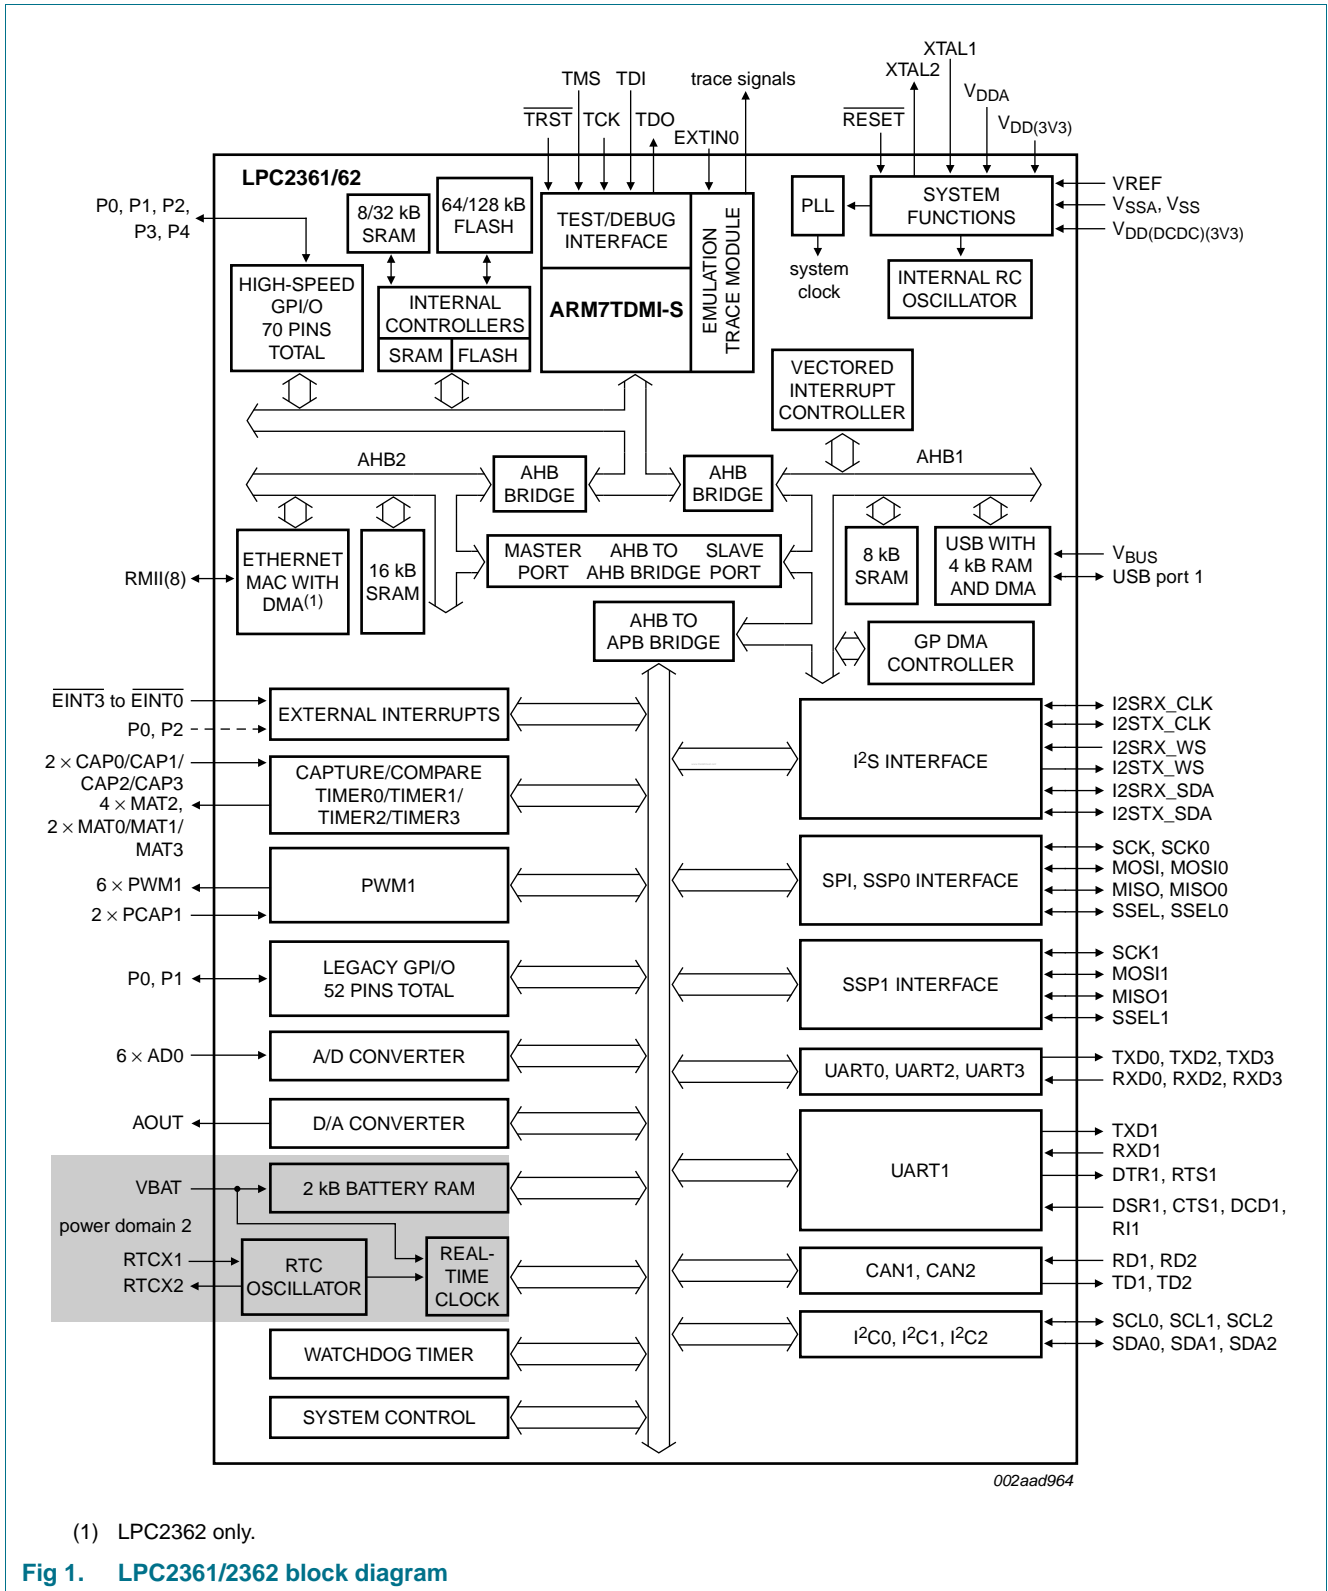 XTAL1
XTAL2
TMS TDI
trace signals
VDDA
TRST TCK TDO
RESET
VDD(3V3)
EXTIN0
LPC2361/62
P0, P1, P2,
P3, P4
8/32 kB
SRAM
64/128 kB
FLASH
TEST/DEBUG
INTERFACE
EMULATION
TRACE MODULE
PLL
SYSTEM
FUNCTIONS
VREF
VSSA, VSS
VDD(DCDC)(3V3)
system
clock
HIGH-SPEED
GPI/O
70 PINS
TOTAL
INTERNAL
CONTROLLERS
SRAM FLASH
ARM7TDMI-S
INTERNAL RC
OSCILLATOR
VECTORED
INTERRUPT
CONTROLLER
AHB2
AHB
BRIDGE
AHB
BRIDGE
AHB1
ETHERNET
MAC WITH
DMA(1)
16 kB
SRAM
MASTER AHB TO SLAVE
PORT AHB BRIDGE PORT
8 kB
SRAM
USB WITH
4 kB RAM
AND DMA
VBUS
USB port 1
RMII(8)
AHB TO
APB BRIDGE
GP DMA
CONTROLLER
EINT3 to EINT0
P0, P2
EXTERNAL INTERRUPTS
2 × CAP0/CAP1/
CAP2/CAP3
4 × MAT2,
2 × MAT0/MAT1/
MAT3
CAPTURE/COMPARE
TIMER0/TIMER1/
TIMER2/TIMER3
6 × PWM1
2 × PCAP1
PWM1
P0, P1
LEGACY GPI/O
52 PINS TOTAL
6 × AD0
A/D CONVERTER
AOUT
D/A CONVERTER
VBAT
2 kB BATTERY RAM
power domain 2
RTCX1
RTCX2
RTC
OSCILLATOR
REAL-
TIME
CLOCK
WATCHDOG TIMER
SYSTEM CONTROL
I2S INTERFACE
I2SRX_CLK
I2STX_CLK
I2SRX_WS
I2STX_WS
I2SRX_SDA
I2STX_SDA
SPI, SSP0 INTERFACE
SCK, SCK0
MOSI, MOSI0
MISO, MISO0
SSEL, SSEL0
SSP1 INTERFACE
SCK1
MOSI1
MISO1
SSEL1
UART0, UART2, UART3
TXD0, TXD2, TXD3
RXD0, RXD2, RXD3
UART1
TXD1
RXD1
DTR1, RTS1
DSR1, CTS1, DCD1,
RI1
CAN1, CAN2
RD1, RD2
TD1, TD2
I2C0, I2C1, I2C2
SCL0, SCL1, SCL2
SDA0, SDA1, SDA2
002aad964
(1) LPC2362 only.
Fig 1. LPC2361/2362 block diagram